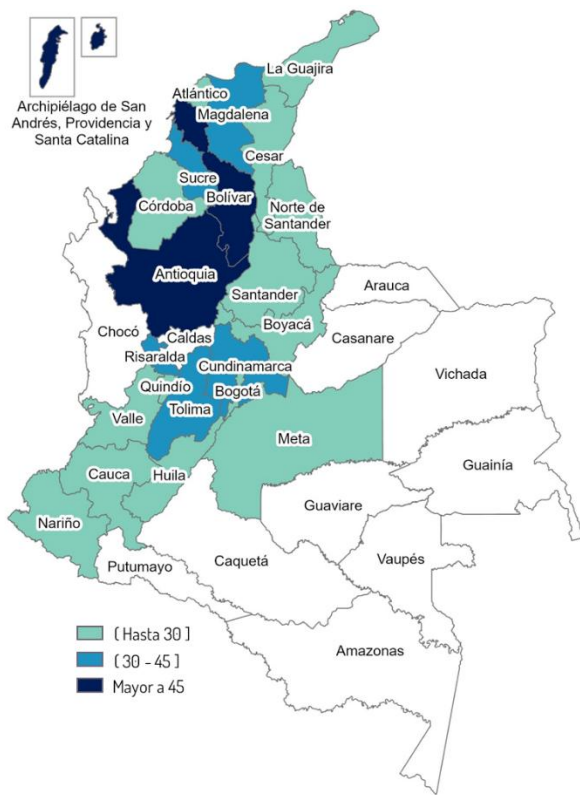 La Guajira
Archipiélago de San
Andrés, Providencia y
Santa Catalina
Atlántico
Magdalena
Cesar
Sucre
Bolívar
Córdoba
Norte de
Santander
Antioquia
Santander
Arauca
Boyacá
Chocó
Caldas
Casanare
Risaralda
Cundinamarca
Vichada
Quindío
Bogotá
Tolima
Valle
Meta
Guainía
Cauca
Huila
Guaviare
Nariño
Vaupés
Caquetá
Putumayo
Amazonas
[Hasta 30]
(30 - 45]
Mayor a 45